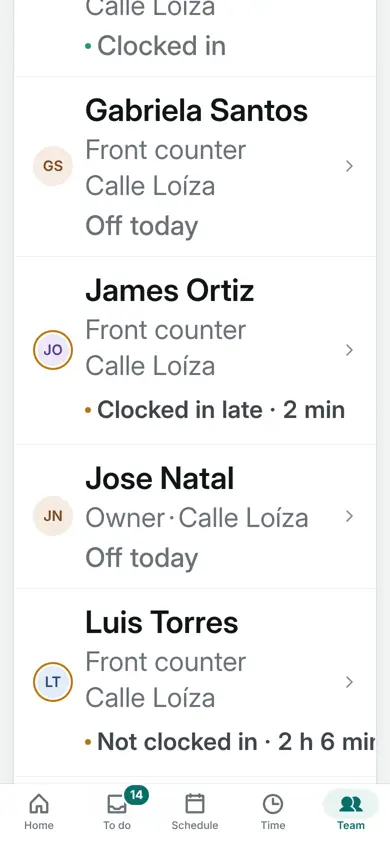 Calle Loíza
Clocked in
Gabriela Santos
GS
Front counter
Calle Loíza
Off today
James Ortiz
JO
Front counter
Calle Loíza
Clocked in late · 2 min
Jose Natal
JN
Owner · Calle Loíza
Off today
Luis Torres
LT
Front counter
Calle Loíza
Not clocked in · 2 h 6 min
14
Home
To do
Schedule
Time
Team